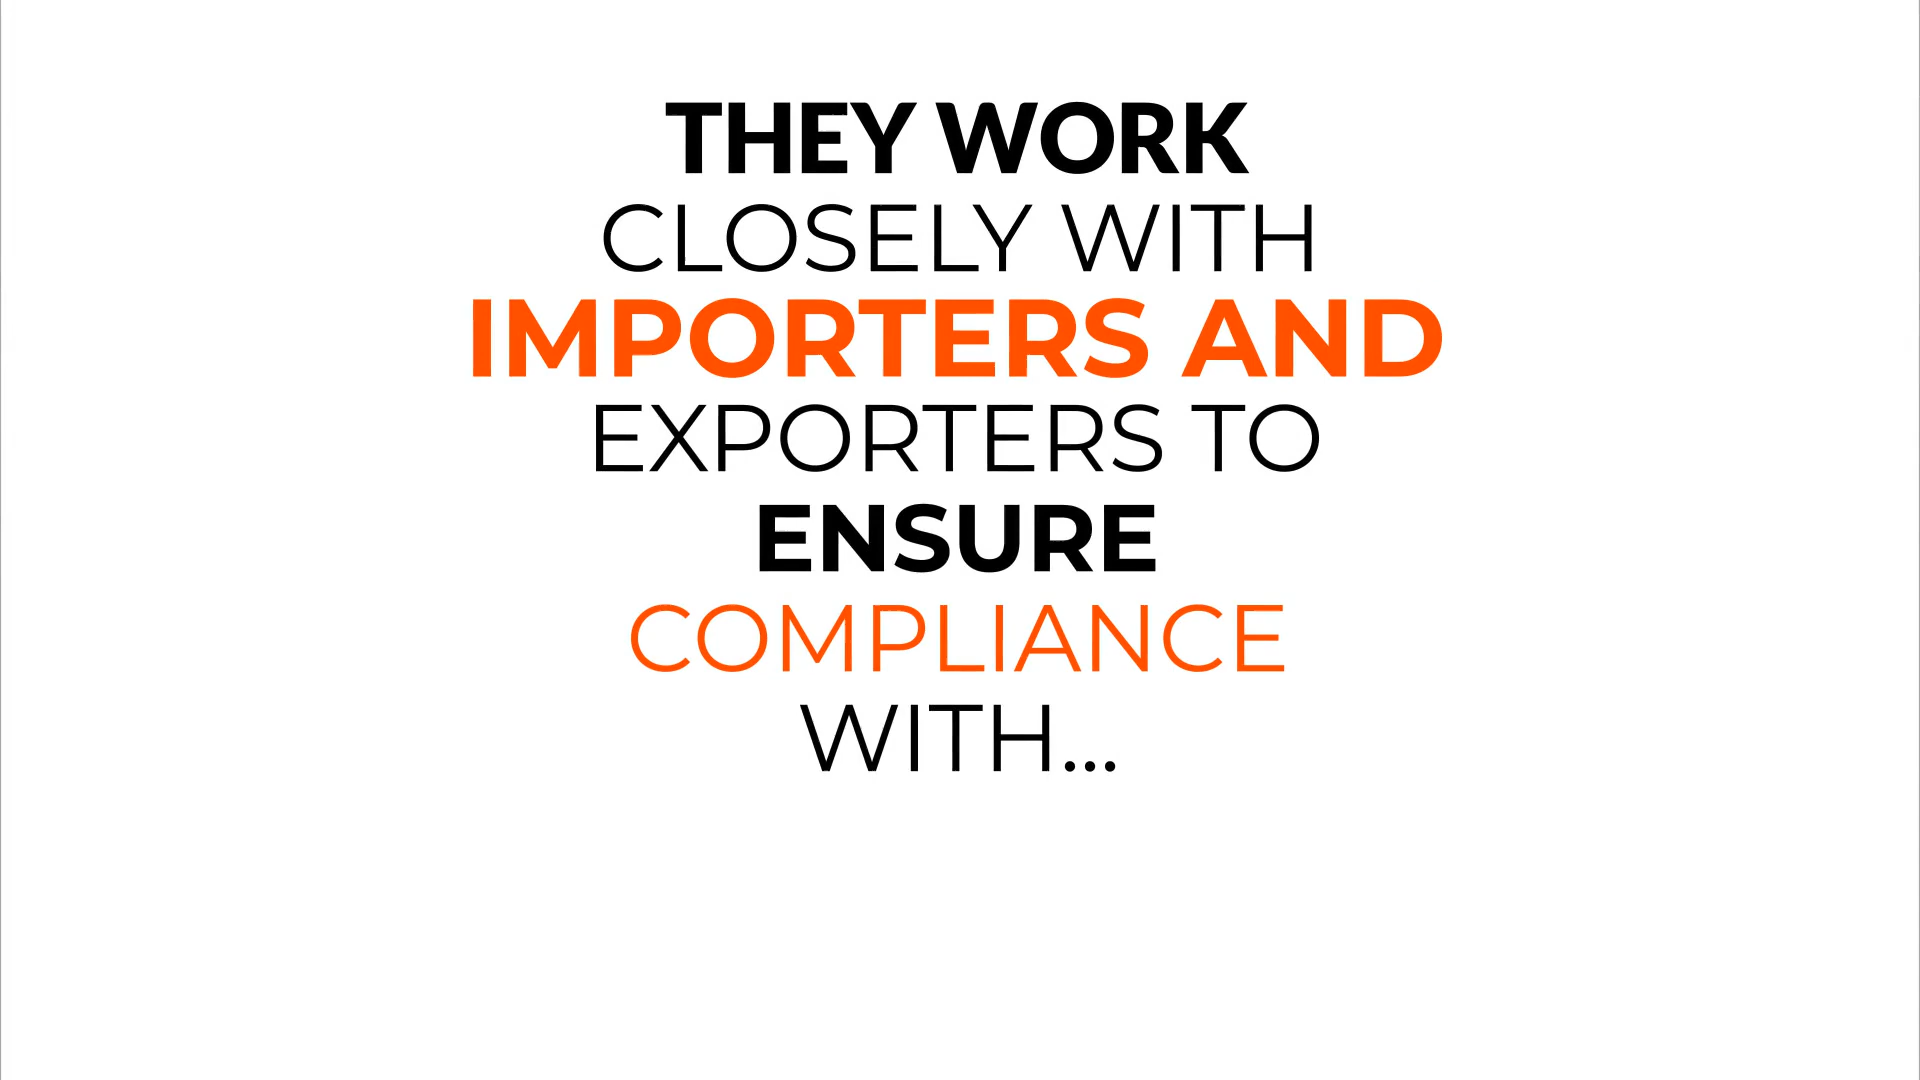 THEY WORK
CLOSELY WITH
IMPORTERS AND
EXPORTERS TO
ENSURE
COMPLIANCE
WITH...